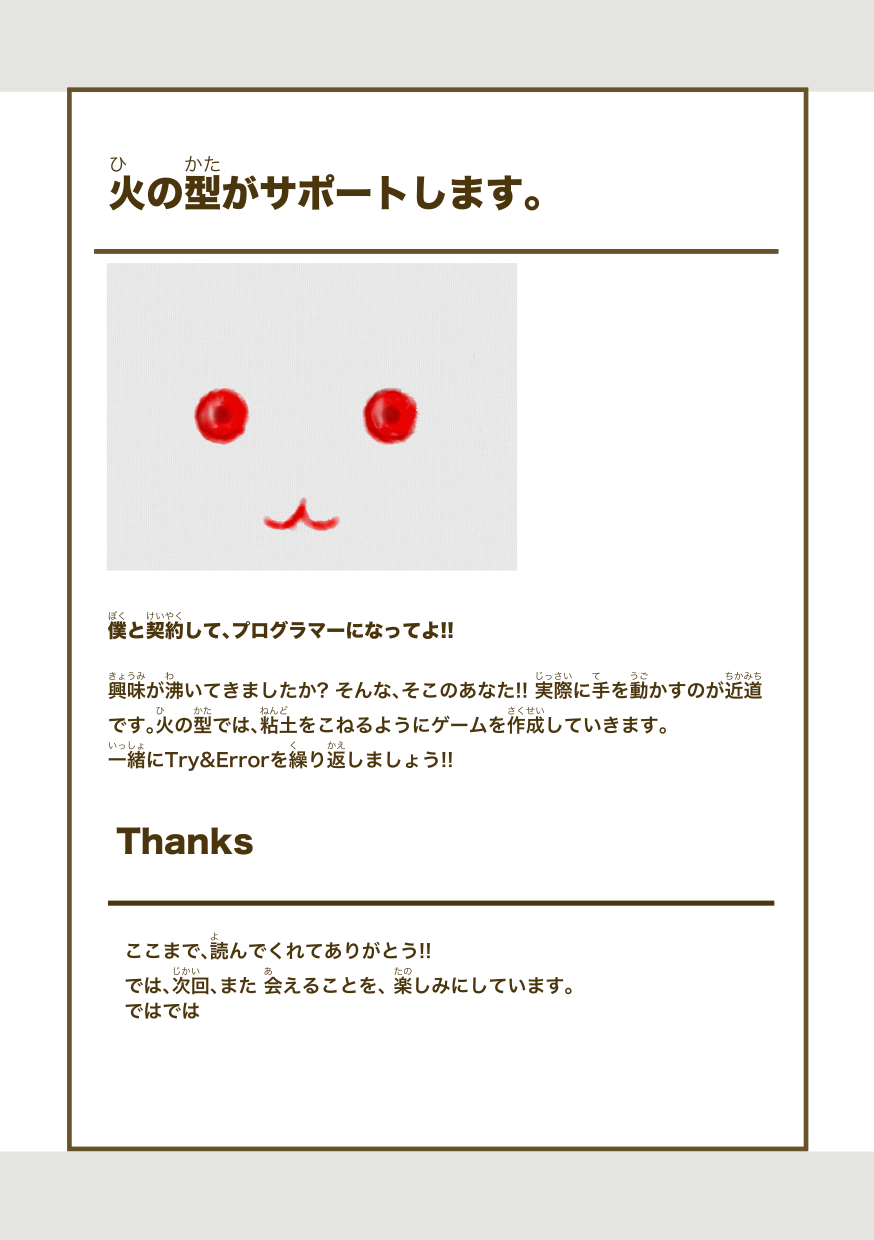 火の型がサポートします。
僕と契約して、プログラマーになってよ!!
興味が沸いてきましたか? そんな、そこのあなた!! 実際に手を動かすのが近道
です。火の型では、粘土をこねるようにゲームを作成していきます。
一緒にTry&Errorを繰り返しましょう!!
Thanks
ここまで、読んでくれてありがとう!!
では、次回、また 会えることを、 楽しみにしています。
ではでは